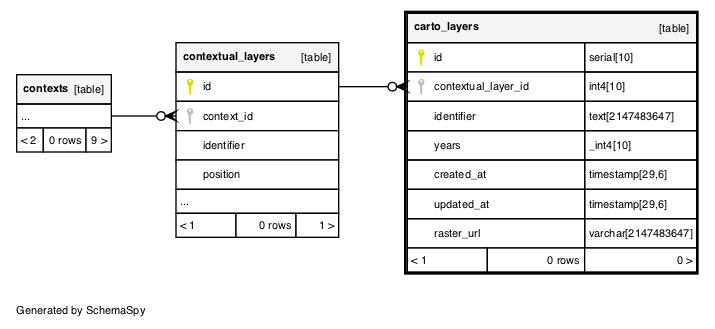 contexts [table]
...
< 2 0 rows 9 >
contextual_layers [table]
id
context_id
identifier
position
...
< 1 0 rows 1 >
carto_layers [table]
id serial[10]
contextual_layer_id int4[10]
identifier text[2147483647]
years _int4[10]
created_at timestamp[29,6]
updated_at timestamp[29,6]
raster_url varchar[2147483647]
< 1 0 rows 0 >
Generated by SchemaSpy